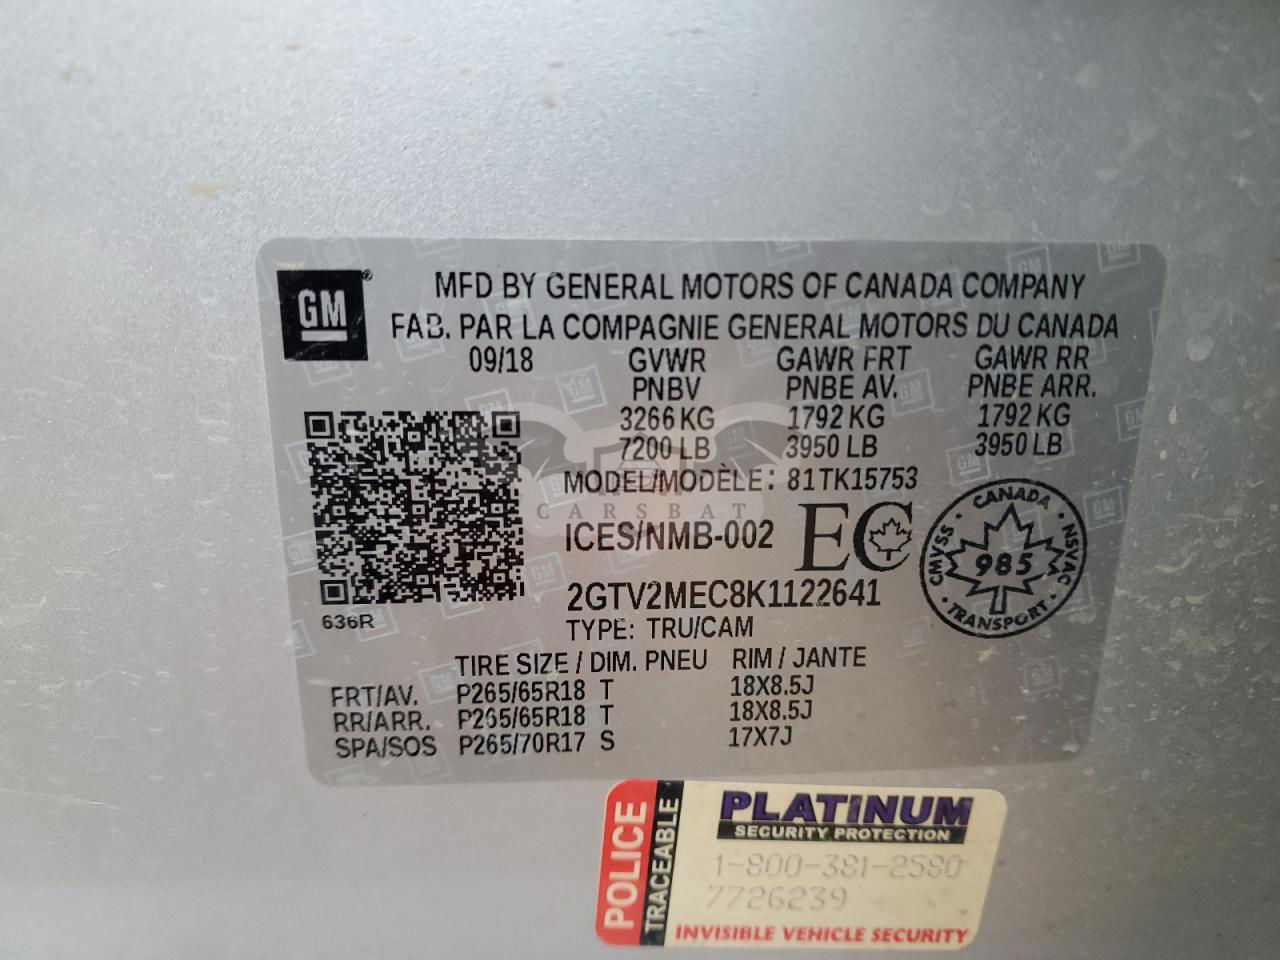 GM
MFD BY GENERAL MOTORS OF CANADA COMPANY
FAB. PAR LA COMPAGNIE GENERAL MOTORS DU CANADA
09/18 GVWR GAWR FRT GAWR RR
PNBV PNBE AV. PNBE ARR.
3266 KG 1792 KG 1792 KG
7200 LB 3950 LB 3950 LB
MODEL/MODÈLE: 81TK15753
CARSBAT
ICES/NMB-002 EC
CANADA
CMVSS 985 NSVAC
TRANSPORT
2GTV2MEC8K1122641
636R
TYPE: TRU/CAM
TIRE SIZE / DIM. PNEU RIM / JANTE
FRT/AV. P265/65R18 T 18X8.5J
RR/ARR. P265/65R18 T 18X8.5J
SPA/SOS P265/70R17 S 17X7J
POLICE
TRACEABLE
PLATINUM
SECURITY PROTECTION
1-800-381-2580
7726239
INVISIBLE VEHICLE SECURITY